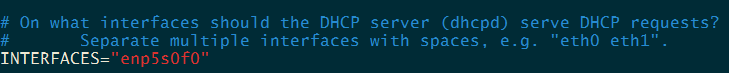 # On what interfaces should the DHCP server (dhcpd) serve DHCP requests?
#       Separate multiple interfaces with spaces, e.g. "eth0 eth1".
INTERFACES="enp5s0f0"